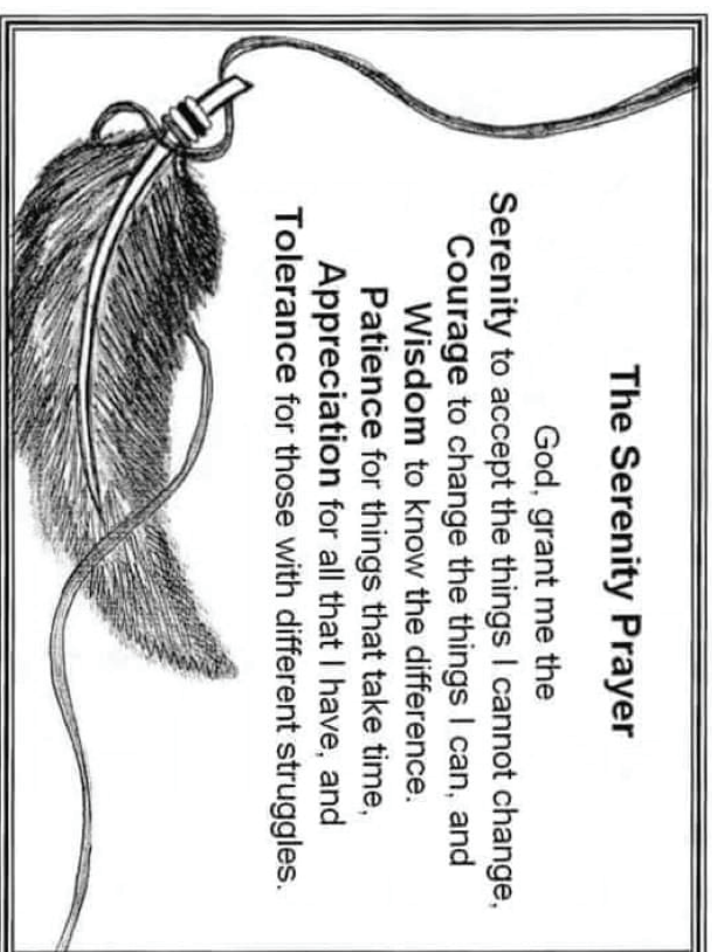 The Serenity Prayer
God, grant me the
Serenity to accept the things I cannot change,
Courage to change the things I can, and
Wisdom to know the difference.
Patience for things that take time,
Appreciation for all that I have, and
Tolerance for those with different struggles.